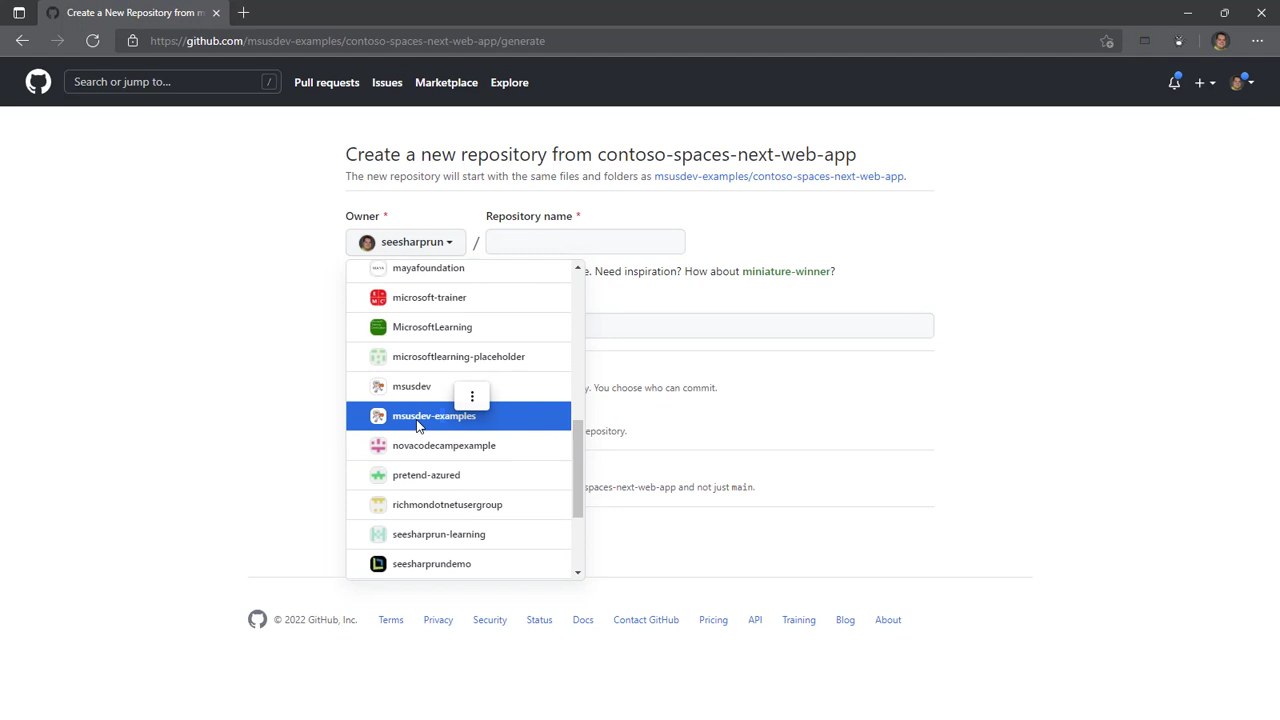 Create a New Repository from m
https://github.com/msusdev-examples/contoso-spaces-next-web-app/generate
Search or jump to... /
Pull requests Issues Marketplace Explore
Create a new repository from contoso-spaces-next-web-app
The new repository will start with the same files and folders as msusdev-examples/contoso-spaces-next-web-app.
Owner * Repository name *
seesharprun /
e. Need inspiration? How about miniature-winner?
mayafoundation
microsoft-trainer
MicrosoftLearning
microsoftlearning-placeholder
msusdev
y. You choose who can commit.
msusdev-examples
epository.
novacodecampexample
pretend-azured
spaces-next-web-app and not just main.
richmondotnetusergroup
seesharprun-learning
seesharprundemo
© 2022 GitHub, Inc. Terms Privacy Security Status Docs Contact GitHub Pricing API Training Blog About